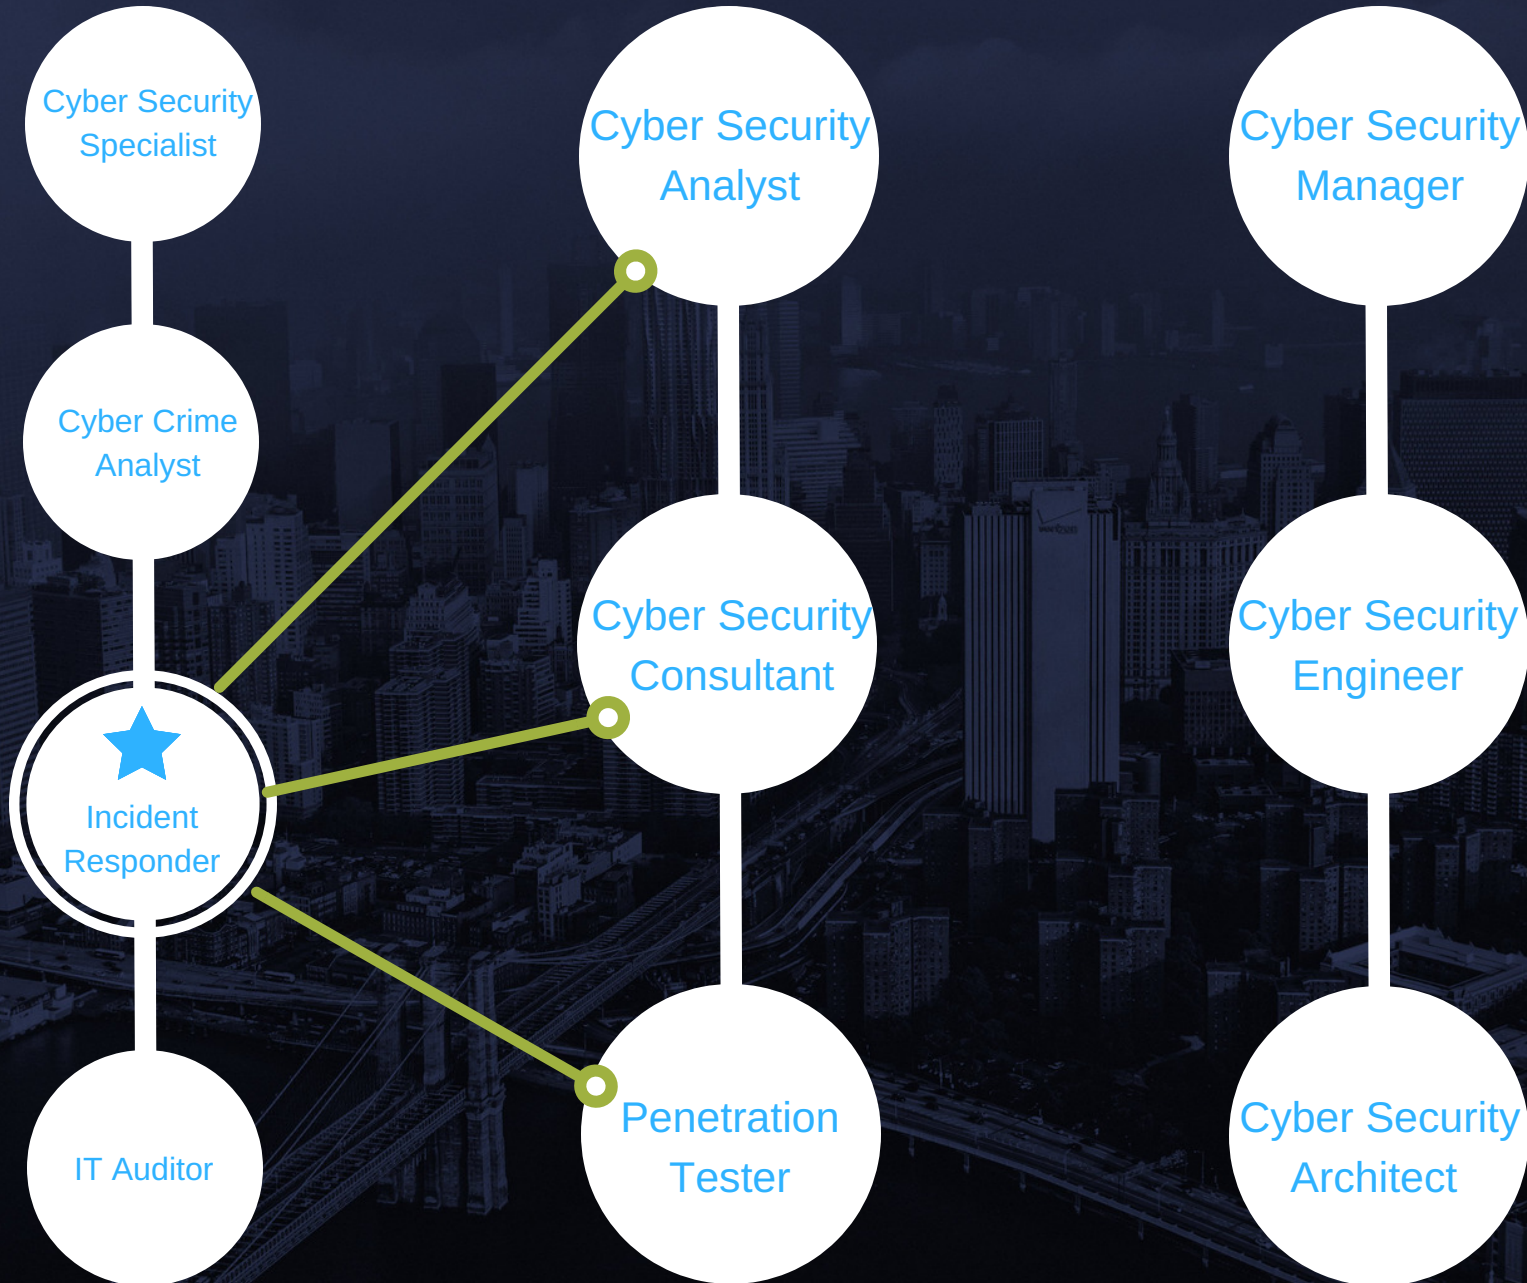 Cyber Security
Specialist
Cyber Crime
Analyst
Incident
Responder
IT Auditor
Cyber Security
Analyst
Cyber Security
Consultant
Penetration
Tester
Cyber Security
Manager
Cyber Security
Engineer
Cyber Security
Architect
verizon